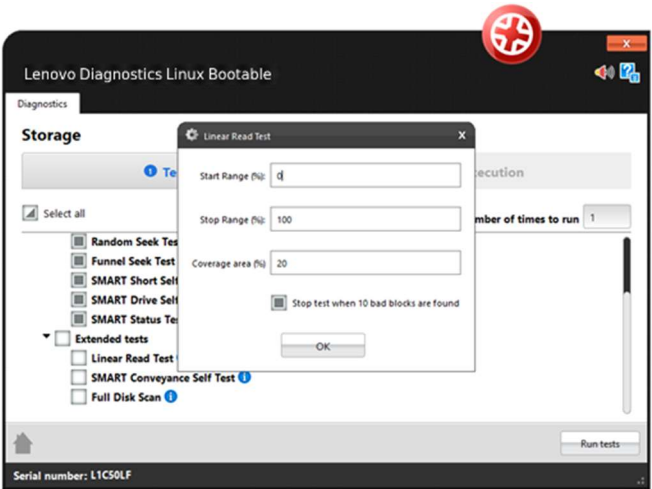 x
Lenovo Diagnostics Linux Bootable
Diagnostics
Storage
Linear Read Test
x
1 Te
ecution
Start Range (%): 0
Select all
mber of times to run 1
Stop Range (%): 100
Random Seek Tes
Funnel Seek Test
Coverage area (%) 20
SMART Short Self
SMART Drive Self
Stop test when 10 bad blocks are found
SMART Status Te
Extended tests
OK
Linear Read Test
SMART Conveyance Self Test i
Full Disk Scan i
Run tests
Serial number: L1C50LF